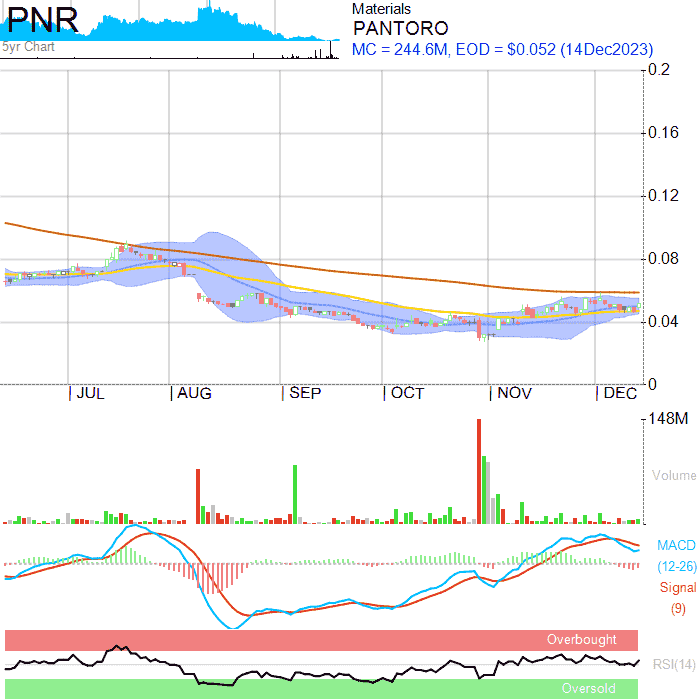 PNR
5yr Chart
Materials
PANTORO
MC = 244.6M, EOD = $0.052 (14Dec2023)
0.2
0.16
0.12
0.08
0.04
0
JUL AUG SEP OCT NOV DEC
148M
Volume
MACD
(12-26)
Signal
(9)
Overbought
RSI(14)
Oversold